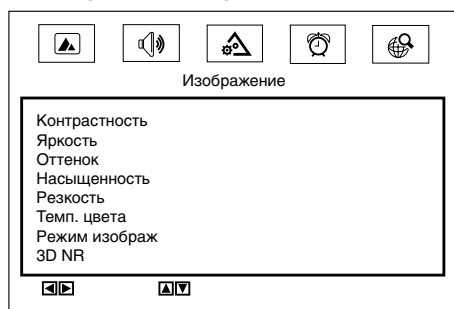 Изображение
Контрастность
Яркость
Оттенок
Насыщенность
Резкость
Темп. цвета
Режим изображ
3D NR